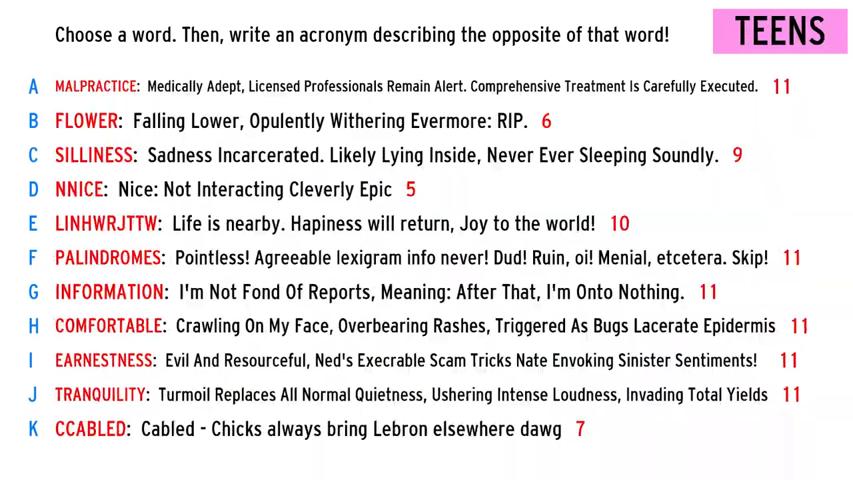 Choose a word. Then, write an acronym describing the opposite of that word!
TEENS
A MALPRACTICE: Medically Adept, Licensed Professionals Remain Alert. Comprehensive Treatment Is Carefully Executed. 11
B FLOWER: Falling Lower, Opulently Withering Evermore: RIP. 6
C SILLINESS: Sadness Incarcerated. Likely Lying Inside, Never Ever Sleeping Soundly. 9
D NNICE: Nice: Not Interacting Cleverly Epic 5
E LINHWRJTTW: Life is nearby. Hapiness will return, Joy to the world! 10
F PALINDROMES: Pointless! Agreeable lexigram info never! Dud! Ruin, oi! Menial, etcetera. Skip! 11
G INFORMATION: I'm Not Fond Of Reports, Meaning: After That, I'm Onto Nothing. 11
H COMFORTABLE: Crawling On My Face, Overbearing Rashes, Triggered As Bugs Lacerate Epidermis 11
I EARNESTNESS: Evil And Resourceful, Ned's Execrable Scam Tricks Nate Envoking Sinister Sentiments! 11
J TRANQUILITY: Turmoil Replaces All Normal Quietness, Ushering Intense Loudness, Invading Total Yields 11
K CCABLED: Cabled - Chicks always bring Lebron elsewhere dawg 7